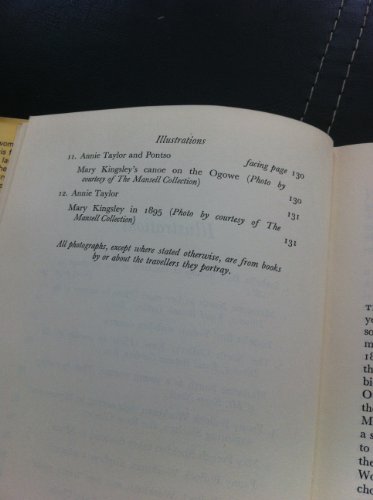 Illustrations
11. Annie Taylor and Pontso facing page 130
Mary Kingsley's canoe on the Ogowe (Photo by
courtesy of The Mansell Collection) 130
12. Annie Taylor 131
Mary Kingsley in 1895 (Photo by courtesy of The
Mansell Collection) 131
All photographs, except where stated otherwise, are from books
by or about the travellers they portray.